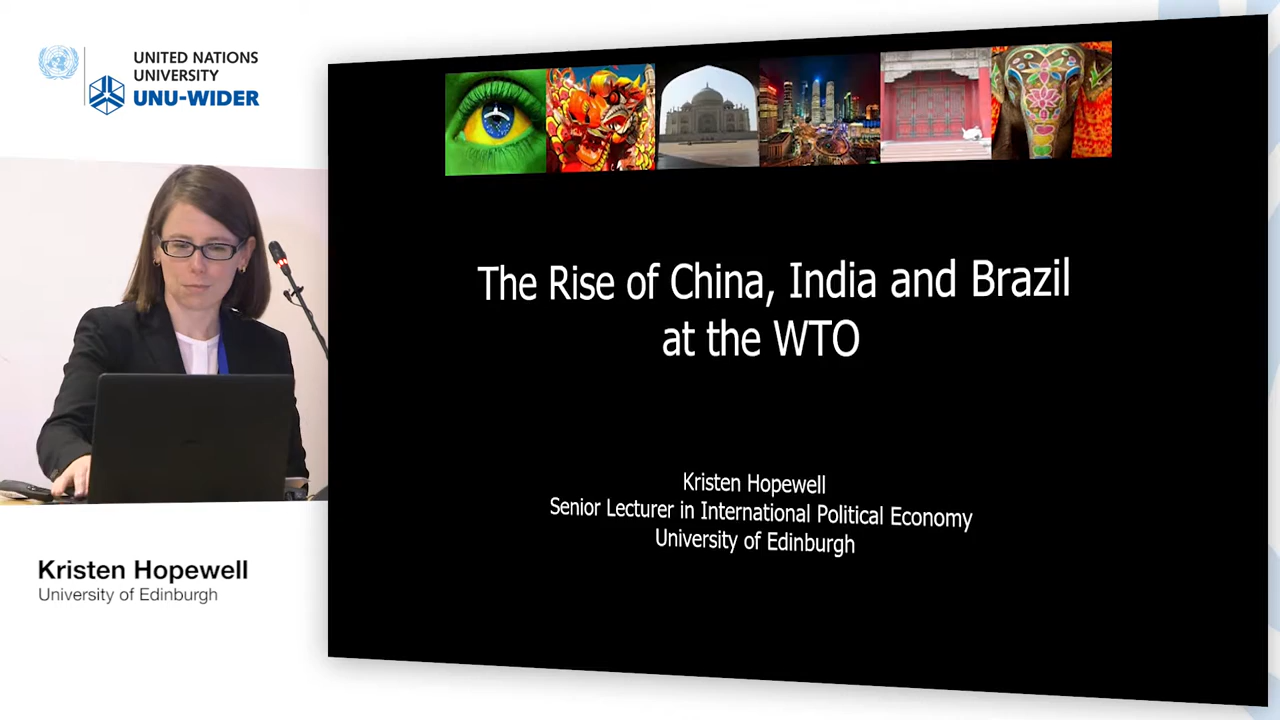 UNITED NATIONS
UNIVERSITY
UNU-WIDER
The Rise of China, India and Brazil
at the WTO
Kristen Hopewell
Senior Lecturer in International Political Economy
University of Edinburgh
Kristen Hopewell
University of Edinburgh